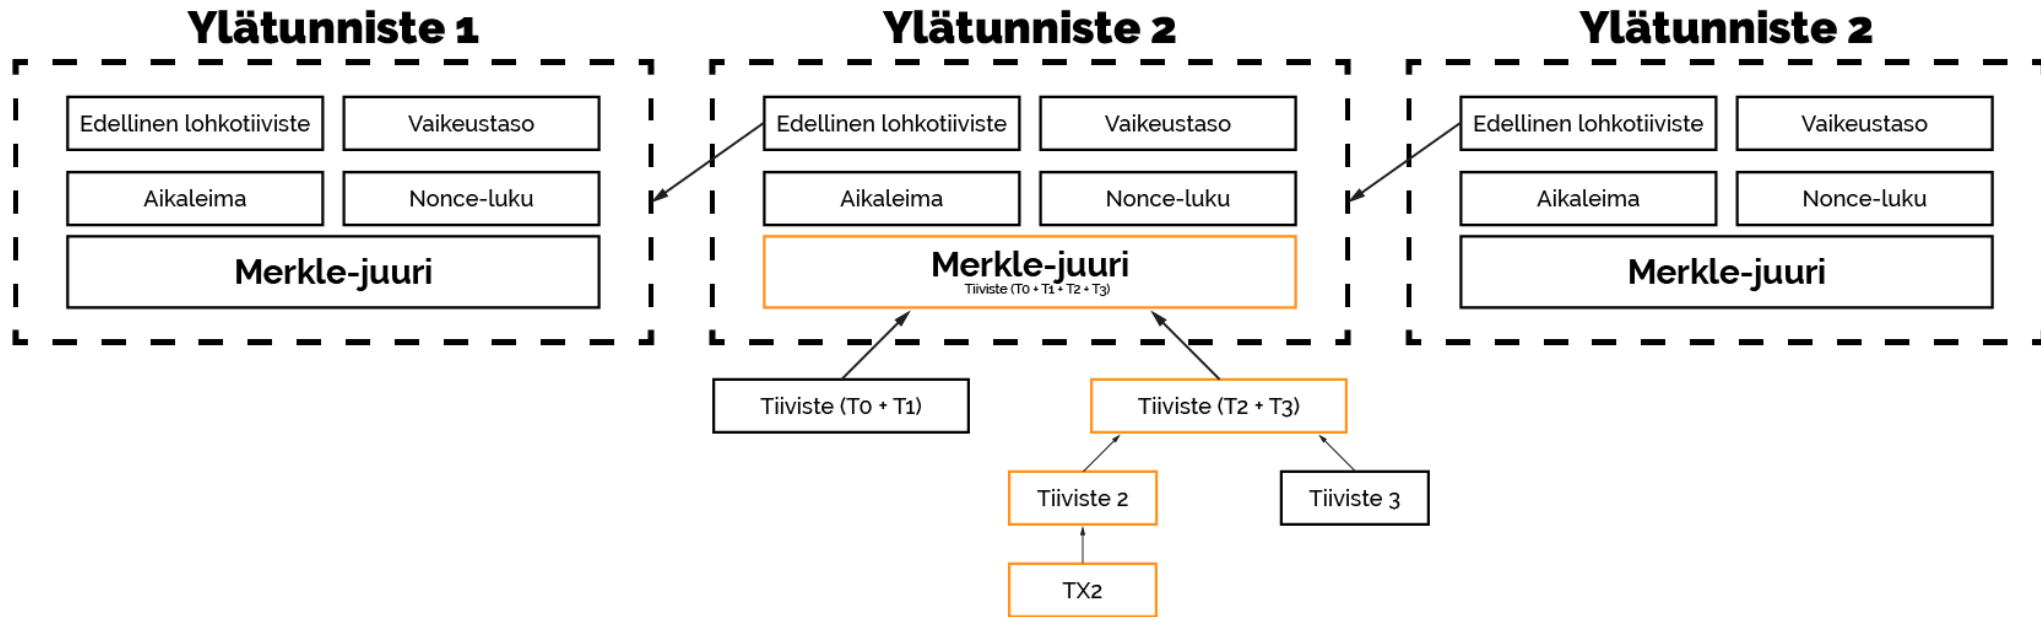 Ylätunniste 1
Edellinen lohkotiiviste
Vaikeustaso
Aikaleima
Nonce-luku
Merkle-juuri
Ylätunniste 2
Edellinen lohkotiiviste
Vaikeustaso
Aikaleima
Nonce-luku
Merkle-juuri
Tiiviste (T0 + T1 + T2 + T3)
Ylätunniste 2
Edellinen lohkotiiviste
Vaikeustaso
Aikaleima
Nonce-luku
Merkle-juuri
Tiiviste (T0 + T1)
Tiiviste (T2 + T3)
Tiiviste 2
Tiiviste 3
TX2